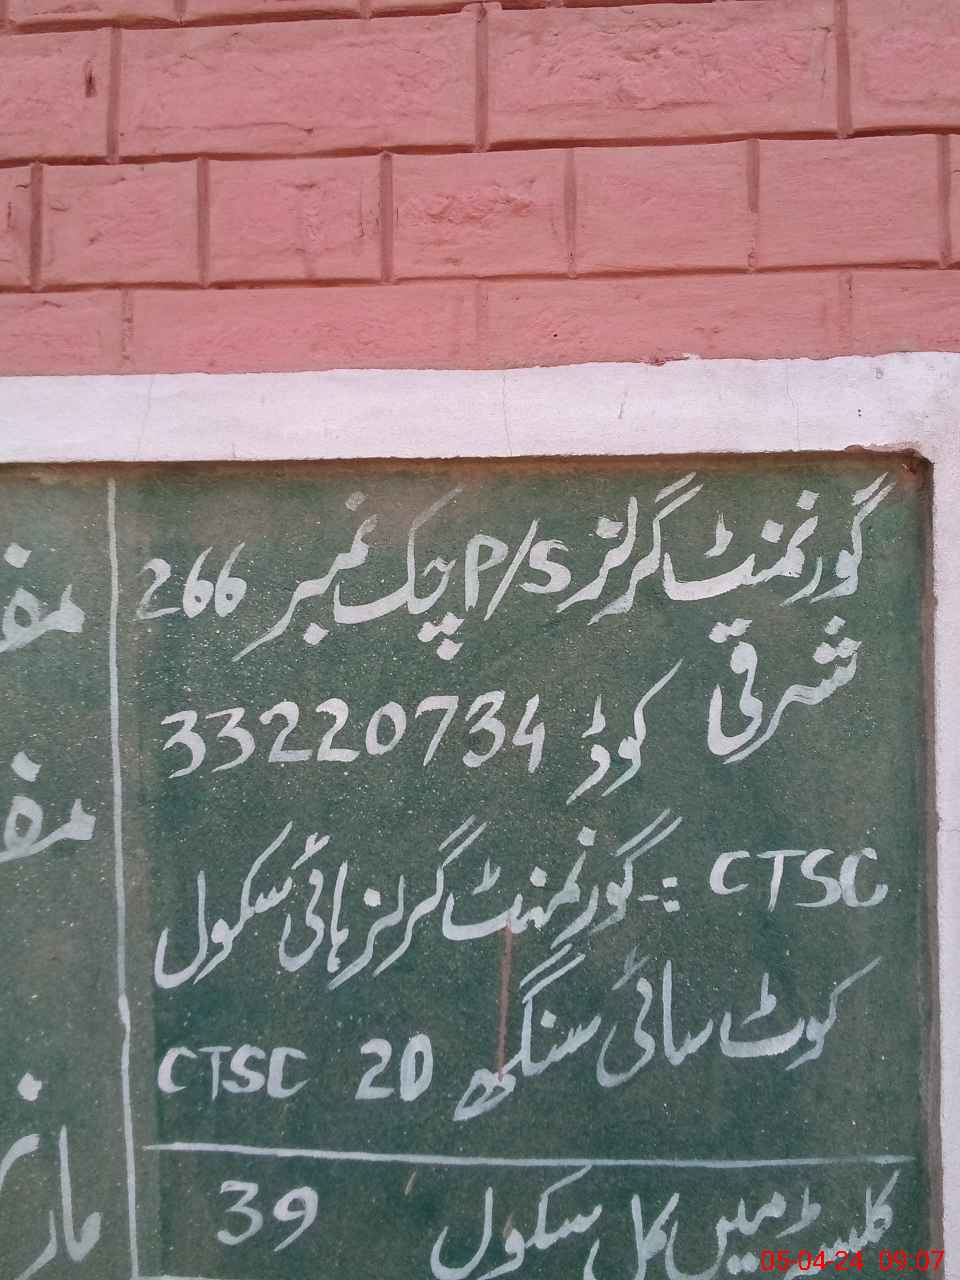 گورنمنٹ گرلز P/S چک نمبر 266
شرقی کوڈ 33220734
CTSC :- گورنمنٹ گرلز ہائی سکول
کوٹ سائی سنگھ CTSC 20
کلسٹر میں کل سکول 39
05-04-24 09:07